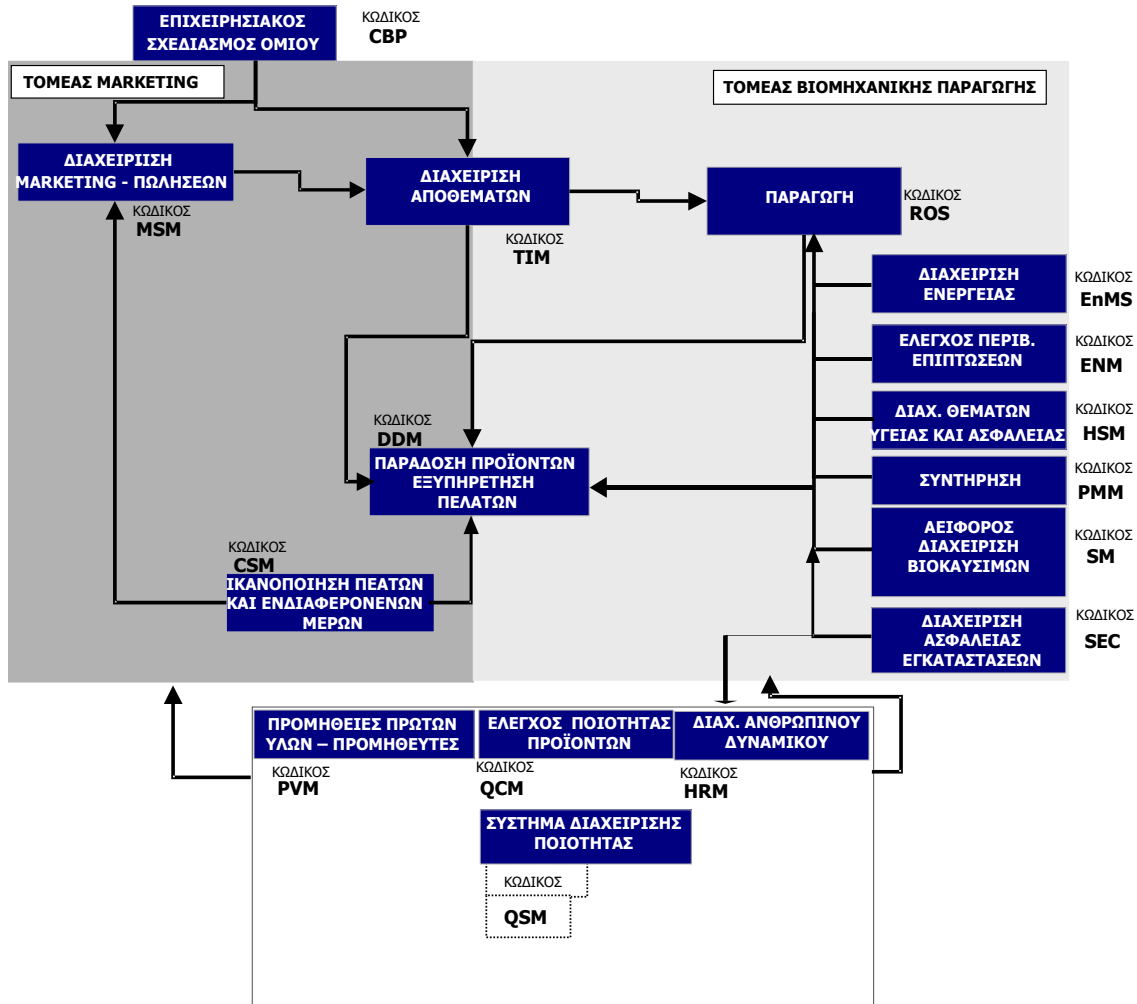 ΕΠΙΧΕΙΡΗΣΙΑΚΟΣ
ΣΧΕΔΙΑΣΜΟΣ ΟΜΙΟΥ
ΚΩΔΙΚΟΣ
CBP
ΤΟΜΕΑΣ MARKETING
ΤΟΜΕΑΣ ΒΙΟΜΗΧΑΝΙΚΗΣ ΠΑΡΑΓΩΓΗΣ
ΔΙΑΧΕΙΡΙΙΣΗ
MARKETING - ΠΩΛΗΣΕΩΝ
ΚΩΔΙΚΟΣ
MSM
ΔΙΑΧΕΙΡΙΣΗ
ΑΠΟΘΕΜΑΤΩΝ
ΚΩΔΙΚΟΣ
TIM
ΠΑΡΑΓΩΓΗ
ΚΩΔΙΚΟΣ
ROS
ΔΙΑΧΕΙΡΙΣΗ
ΕΝΕΡΓΕΙΑΣ
ΚΩΔΙΚΟΣ
EnMS
ΕΛΕΓΧΟΣ ΠΕΡΙΒ.
ΕΠΙΠΤΩΣΕΩΝ
ΚΩΔΙΚΟΣ
ENM
ΔΙΑΧ. ΘΕΜΑΤΩΝ
ΥΓΕΙΑΣ ΚΑΙ ΑΣΦΑΛΕΙΑΣ
ΚΩΔΙΚΟΣ
HSM
ΚΩΔΙΚΟΣ
DDM
ΠΑΡΑΔΟΣΗ ΠΡΟΪΟΝΤΩΝ
ΕΞΥΠΗΡΕΤΗΣΗ
ΠΕΛΑΤΩΝ
ΣΥΝΤΗΡΗΣΗ
ΚΩΔΙΚΟΣ
PMM
ΑΕΙΦΟΡΟΣ
ΔΙΑΧΕΙΡΙΣΗ
ΒΙΟΚΑΥΣΙΜΩΝ
ΚΩΔΙΚΟΣ
SM
ΚΩΔΙΚΟΣ
CSM
ΙΚΑΝΟΠΟΙΗΣΗ ΠΕΑΤΩΝ
ΚΑΙ ΕΝΔΙΑΦΕΡΟΝΕΝΩΝ
ΜΕΡΩΝ
ΔΙΑΧΕΙΡΙΣΗ
ΑΣΦΑΛΕΙΑΣ
ΕΓΚΑΤΑΣΤΑΣΕΩΝ
ΚΩΔΙΚΟΣ
SEC
ΠΡΟΜΗΘΕΙΕΣ ΠΡΩΤΩΝ
ΥΛΩΝ – ΠΡΟΜΗΘΕΥΤΕΣ
ΚΩΔΙΚΟΣ
PVM
ΕΛΕΓΧΟΣ ΠΟΙΟΤΗΤΑΣ
ΠΡΟΪΟΝΤΩΝ
ΚΩΔΙΚΟΣ
QCM
ΔΙΑΧ. ΑΝΘΡΩΠΙΝΟΥ
ΔΥΝΑΜΙΚΟΥ
ΚΩΔΙΚΟΣ
HRM
ΣΥΣΤΗΜΑ ΔΙΑΧΕΙΡΙΣΗΣ
ΠΟΙΟΤΗΤΑΣ
ΚΩΔΙΚΟΣ
QSM